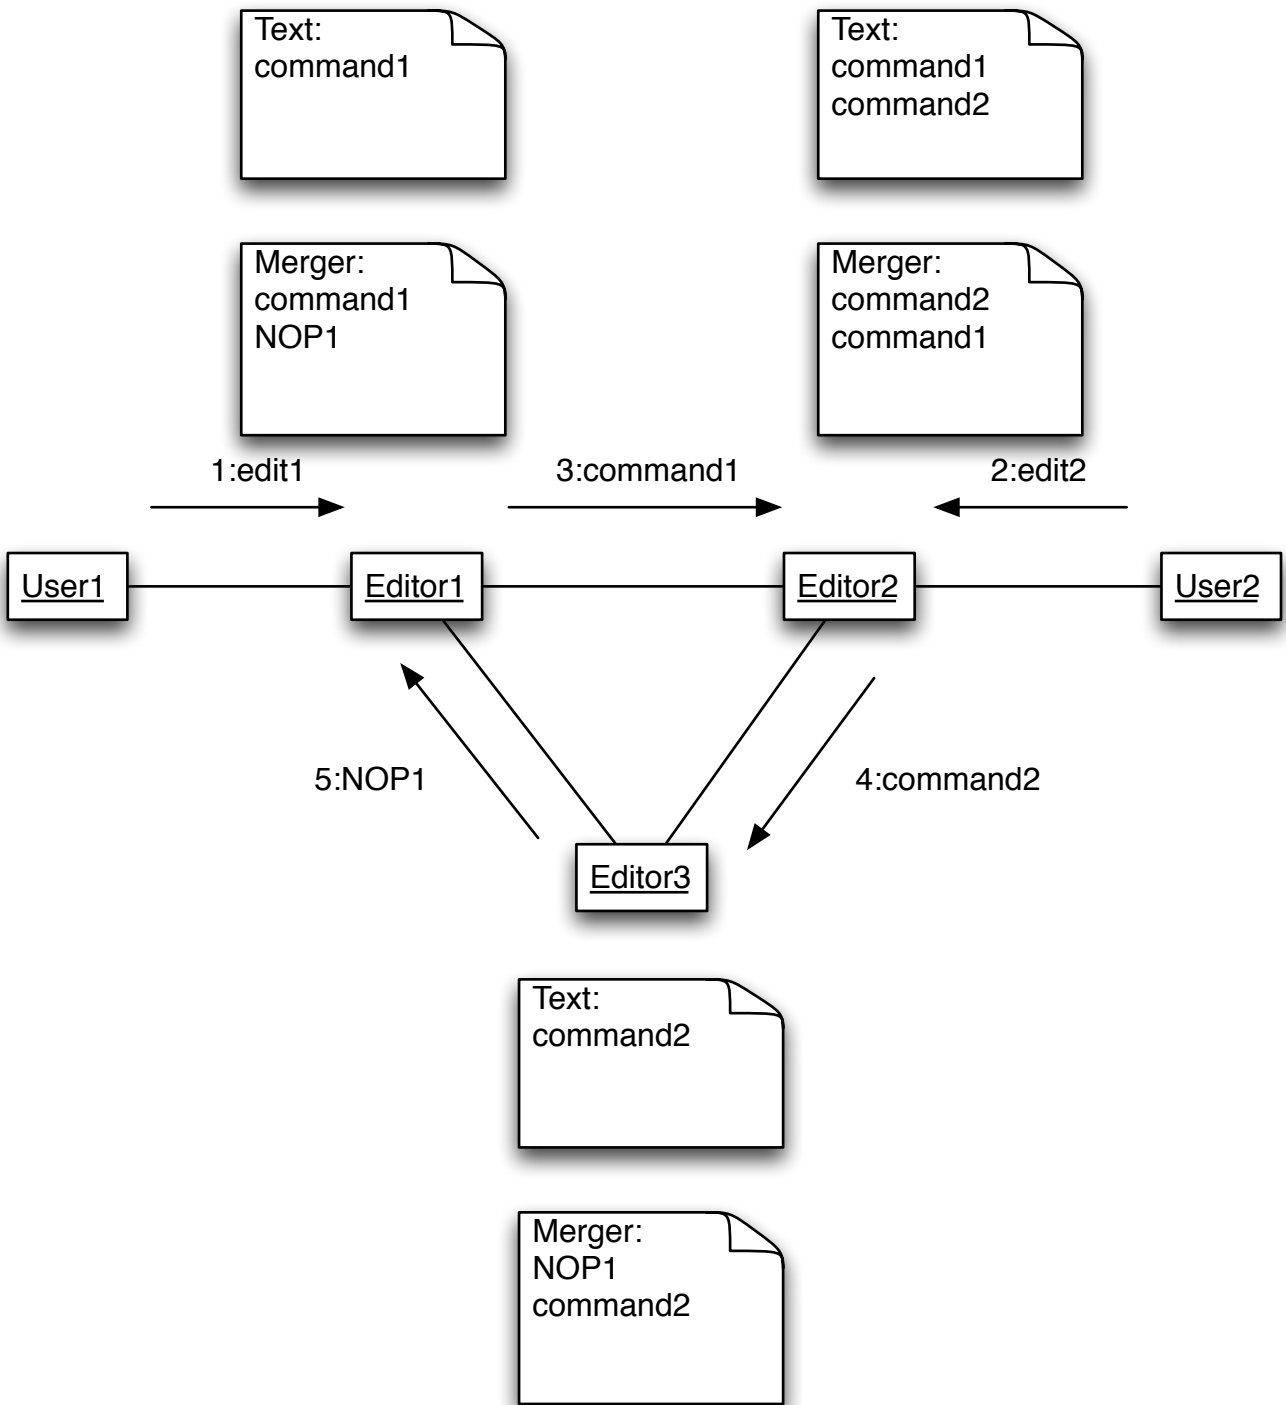 Text:
command1
Text:
command1
command2
Merger:
command1
NOP1
Merger:
command2
command1
1:edit1
3:command1
2:edit2
User1
Editor1
Editor2
User2
5:NOP1
4:command2
Editor3
Text:
command2
Merger:
NOP1
command2